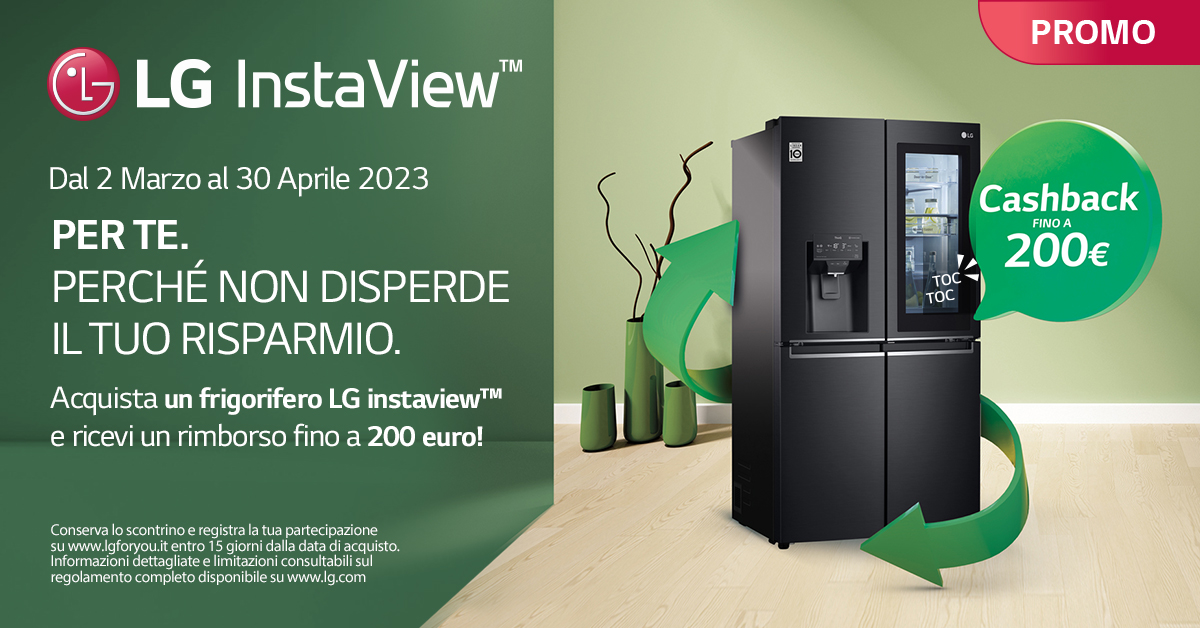 PROMO
LG InstaView™
Dal 2 Marzo al 30 Aprile 2023
PER TE.
PERCHÉ NON DISPERDE
IL TUO RISPARMIO.
Acquista un frigorifero LG instaview™
e ricevi un rimborso fino a 200 euro!
Conserva lo scontrino e registra la tua partecipazione
su www.lgforyou.it entro 15 giorni dalla data di acquisto.
Informazioni dettagliate e limitazioni consultabili sul
regolamento completo disponibile su www.lg.com
LG
Cashback
FINO A
200€
TOC
TOC